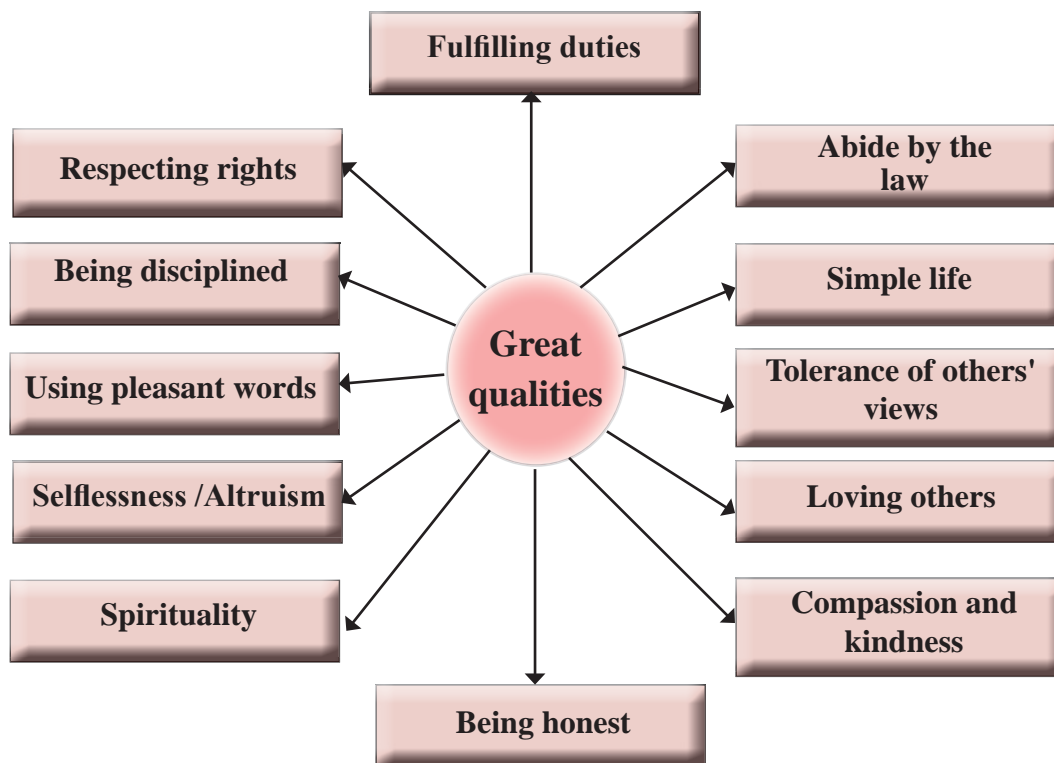 Fulfilling duties
Respecting rights
Abide by the
law
Being disciplined
Simple life
Great
qualities
Using pleasant words
Tolerance of others'
views
Selflessness /Altruism
Loving others
Spirituality
Compassion and
kindness
Being honest